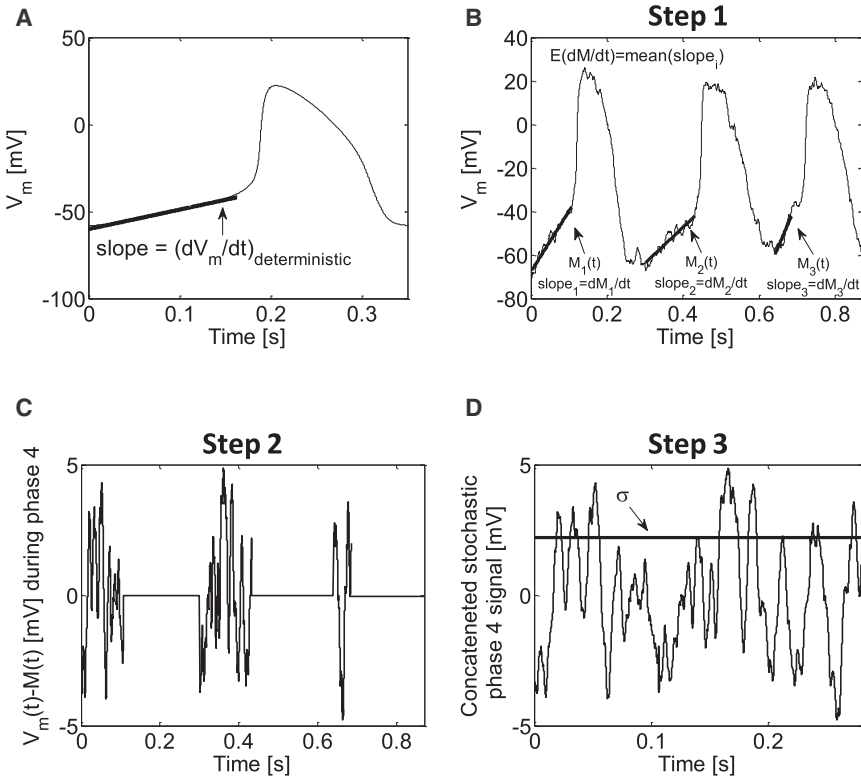 A
50
0
-50
-100
V_m [mV]
slope = (dV_m/dt)_deterministic
0
0.1
0.2
0.3
Time [s]
B
Step 1
40
20
0
-20
-40
-60
-80
V_m [mV]
E(dM/dt)=mean(slope_i)
M_1(t)
slope_1=dM_1/dt
M_2(t)
slope_2=dM_2/dt
M_3(t)
slope_3=dM_3/dt
0
0.2
0.4
0.6
0.8
Time [s]
C
Step 2
5
0
-5
V_m(t)-M(t) [mV] during phase 4
0
0.2
0.4
0.6
0.8
Time [s]
D
Step 3
5
0
-5
Concateneted stochastic
phase 4 signal [mV]
σ
0
0.1
0.2
Time [s]